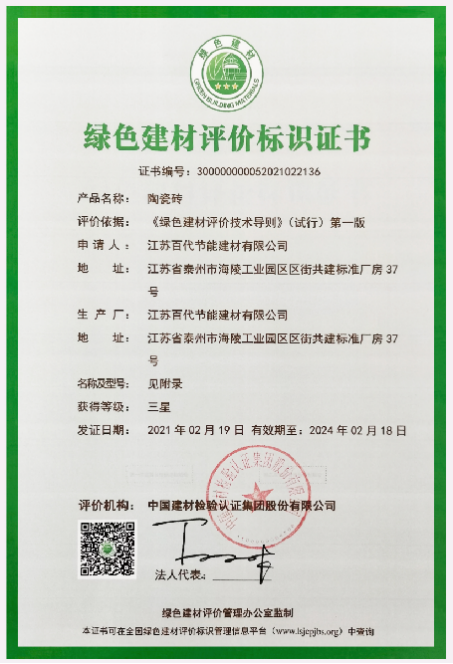 绿色建材
GREEN BUILDING MATERIALS
绿色建材评价标识证书
证书编号：30000000052021022136
产品名称： 陶瓷砖
评价依据： 《绿色建材评价技术导则》（试行）第一版
申请人： 江苏百代节能建材有限公司
地 址： 江苏省泰州市海陵工业园区区街共建标准厂房 37
号
生产厂： 江苏百代节能建材有限公司
地 址： 江苏省泰州市海陵工业园区区街共建标准厂房 37
号
名称及型号： 见附录
获得等级： 三星
发证日期： 2021 年 02 月 19 日 有效期至： 2024 年 02 月 18 日
评价机构： 中国建材检验认证集团股份有限公司
法人代表：
绿色建材评价管理办公室监制
本证书可在全国绿色建材评价标识管理信息平台（www.lsjcpjbs.org）中查询